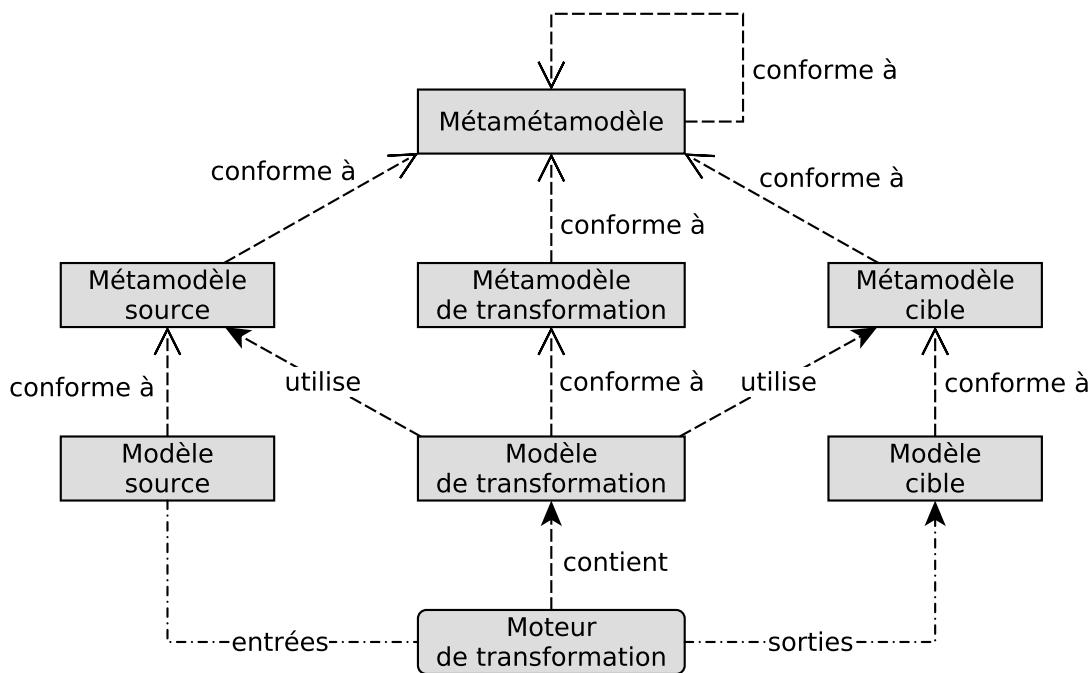 conforme à
Métamétamodèle
conforme à
conforme à
conforme à
Métamodèle
source
Métamodèle
de transformation
Métamodèle
cible
conforme à
utilise
conforme à
utilise
conforme à
Modèle
source
Modèle
de transformation
Modèle
cible
contient
entrées
Moteur
de transformation
sorties